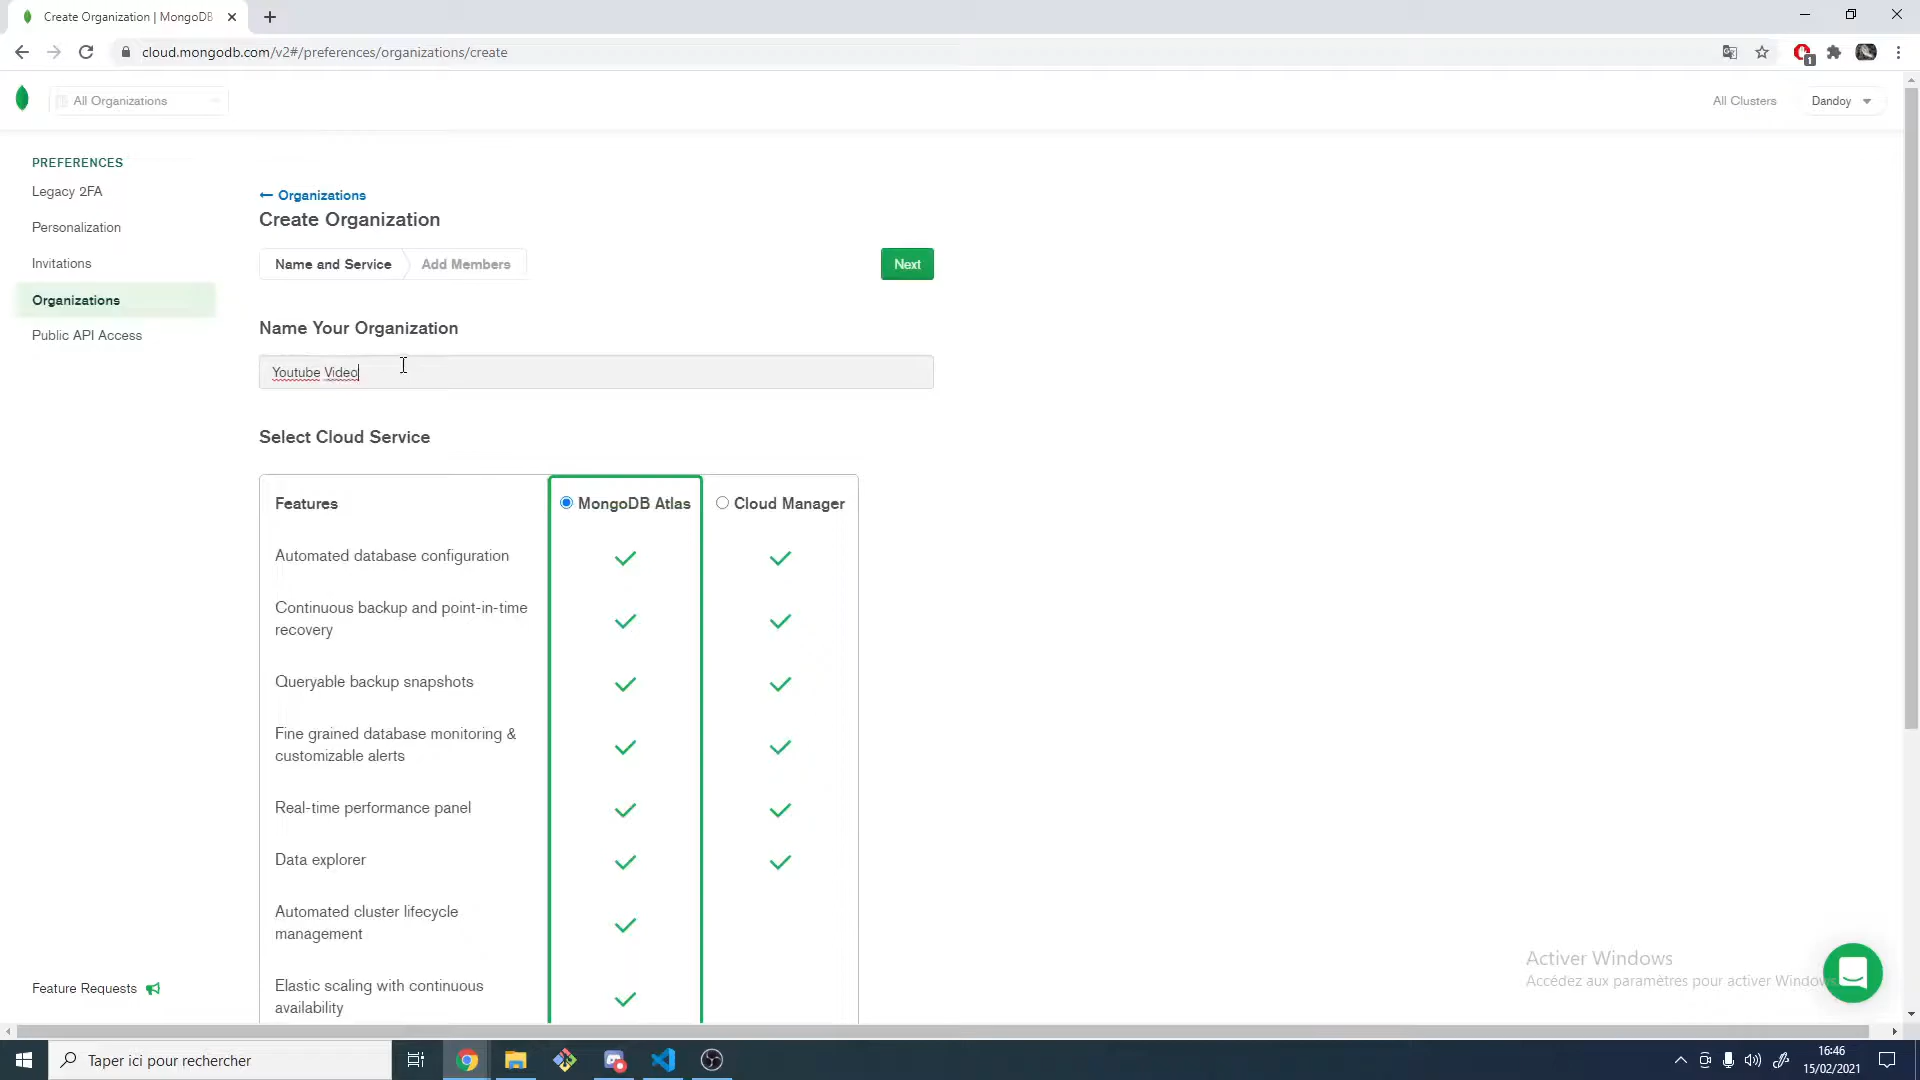 Create Organization | MongoDB
cloud.mongodb.com/v2#/preferences/organizations/create
1
All Organizations
All Clusters
Dandoy
PREFERENCES
Legacy 2FA
Personalization
Invitations
Organizations
Public API Access
Feature Requests
← Organizations
Create Organization
Name and Service
Add Members
Next
Name Your Organization
Youtube Video
Select Cloud Service
Features
MongoDB Atlas
Cloud Manager
Automated database configuration
Continuous backup and point-in-time
recovery
Queryable backup snapshots
Fine grained database monitoring &
customizable alerts
Real-time performance panel
Data explorer
Automated cluster lifecycle
management
Elastic scaling with continuous
availability
Activer Windows
Accédez aux paramètres pour activer Windows
Taper ici pour rechercher
16:46
15/02/2021